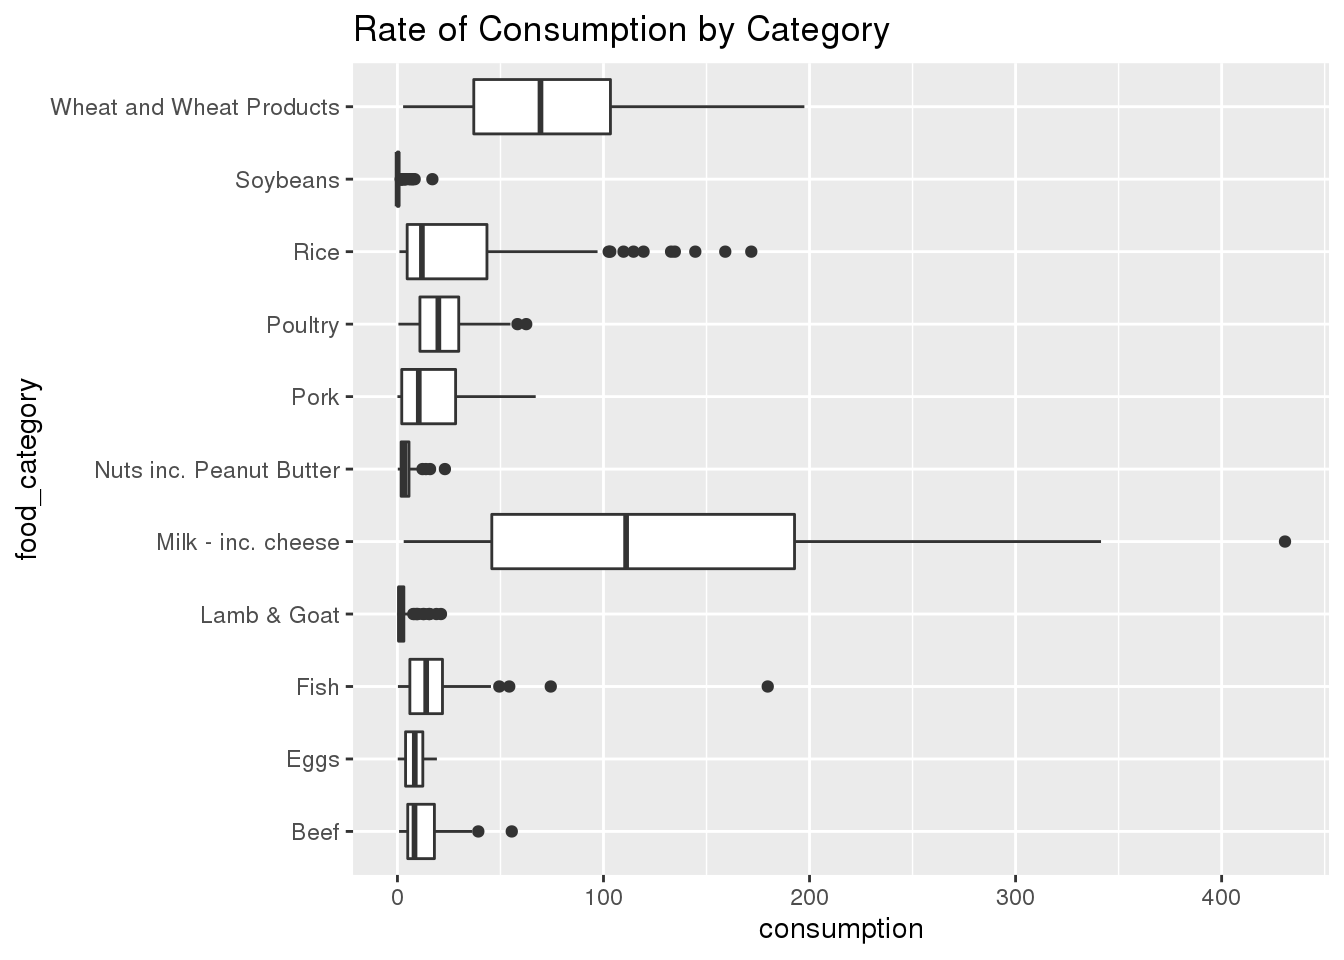 Rate of Consumption by Category
Wheat and Wheat Products
Soybeans
Rice
Poultry
Pork
Nuts inc. Peanut Butter
Milk - inc. cheese
Lamb & Goat
Fish
Eggs
Beef
food_category
0 100 200 300 400
consumption